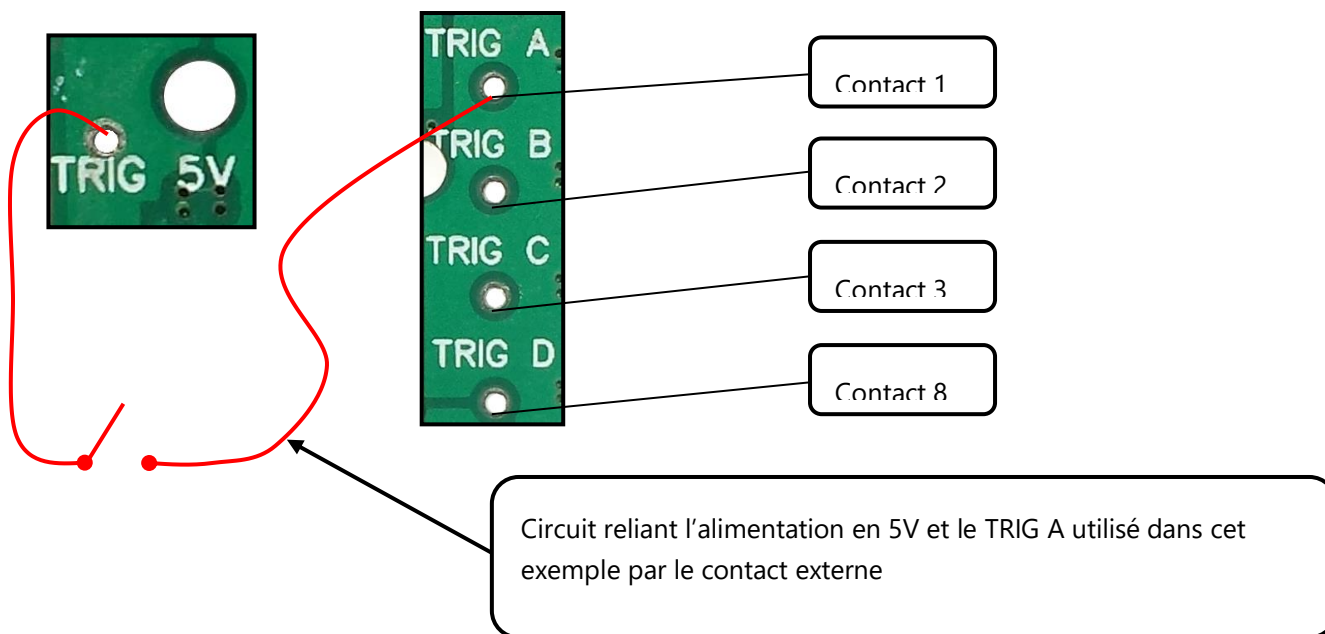 TRIG 5V
TRIG A
TRIG B
TRIG C
TRIG D
Contact 1
Contact 2
Contact 3
Contact 8
Circuit reliant l’alimentation en 5V et le TRIG A utilisé dans cet
exemple par le contact externe